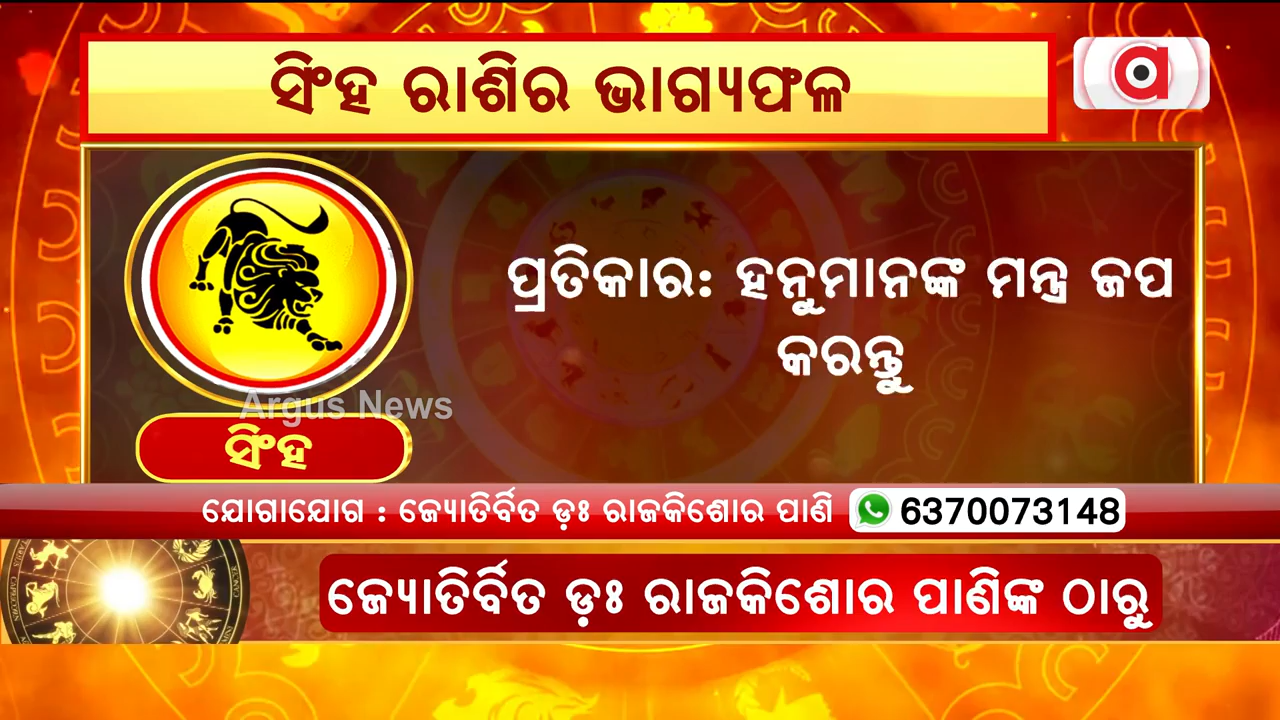 ସିଂହ ରାଶିର ଭାଗ୍ୟଫଳ
a
ପ୍ରତିକାର: ହନୁମାନଙ୍କ ମନ୍ତ୍ର ଜପ
କରନ୍ତୁ
Argus News
ସିଂହ
ଯୋଗାଯୋଗ : ଜ୍ୟୋତିର୍ବିତ ଡ଼ଃ ରାଜକିଶୋର ପାଣି 6370073148
ଜ୍ୟୋତିର୍ବିତ ଡ଼ଃ ରାଜକିଶୋର ପାଣିଙ୍କ ଠାରୁ